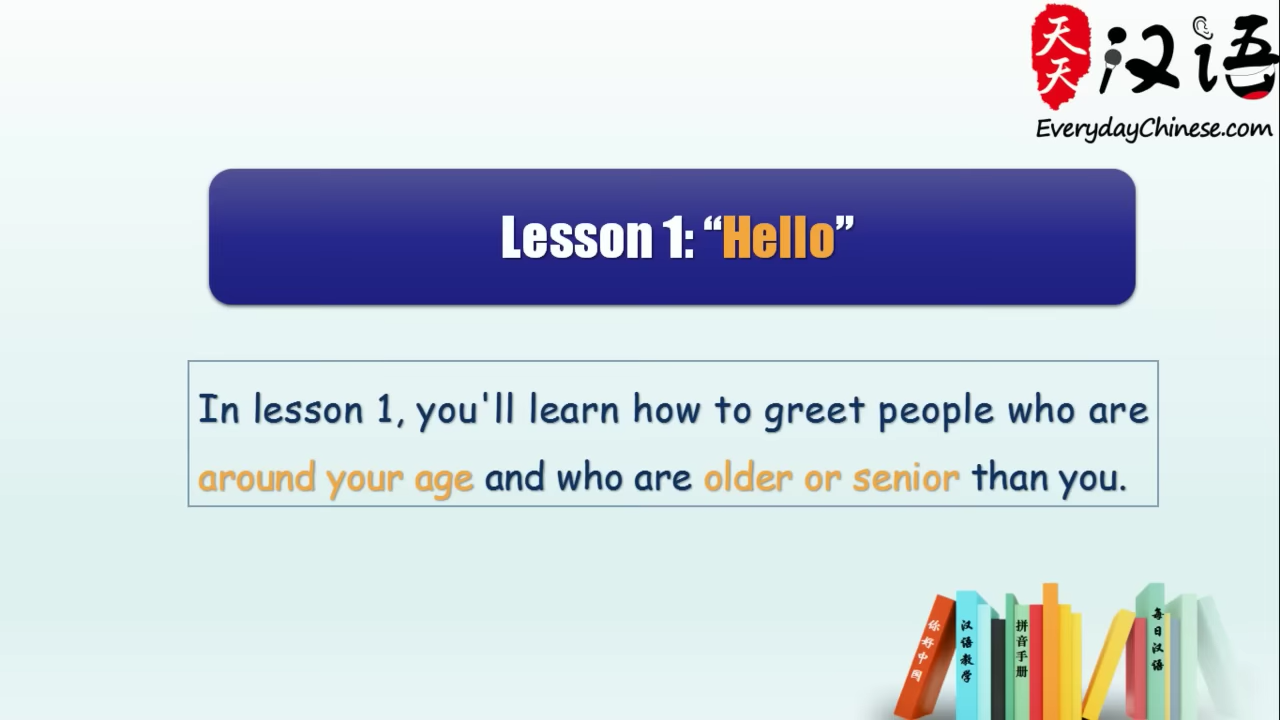 天天汉语
EverydayChinese.com
Lesson 1: “Hello”
In lesson 1, you'll learn how to greet people who are
around your age and who are older or senior than you.
你好中国
汉语教学
拼音手册
每日汉语